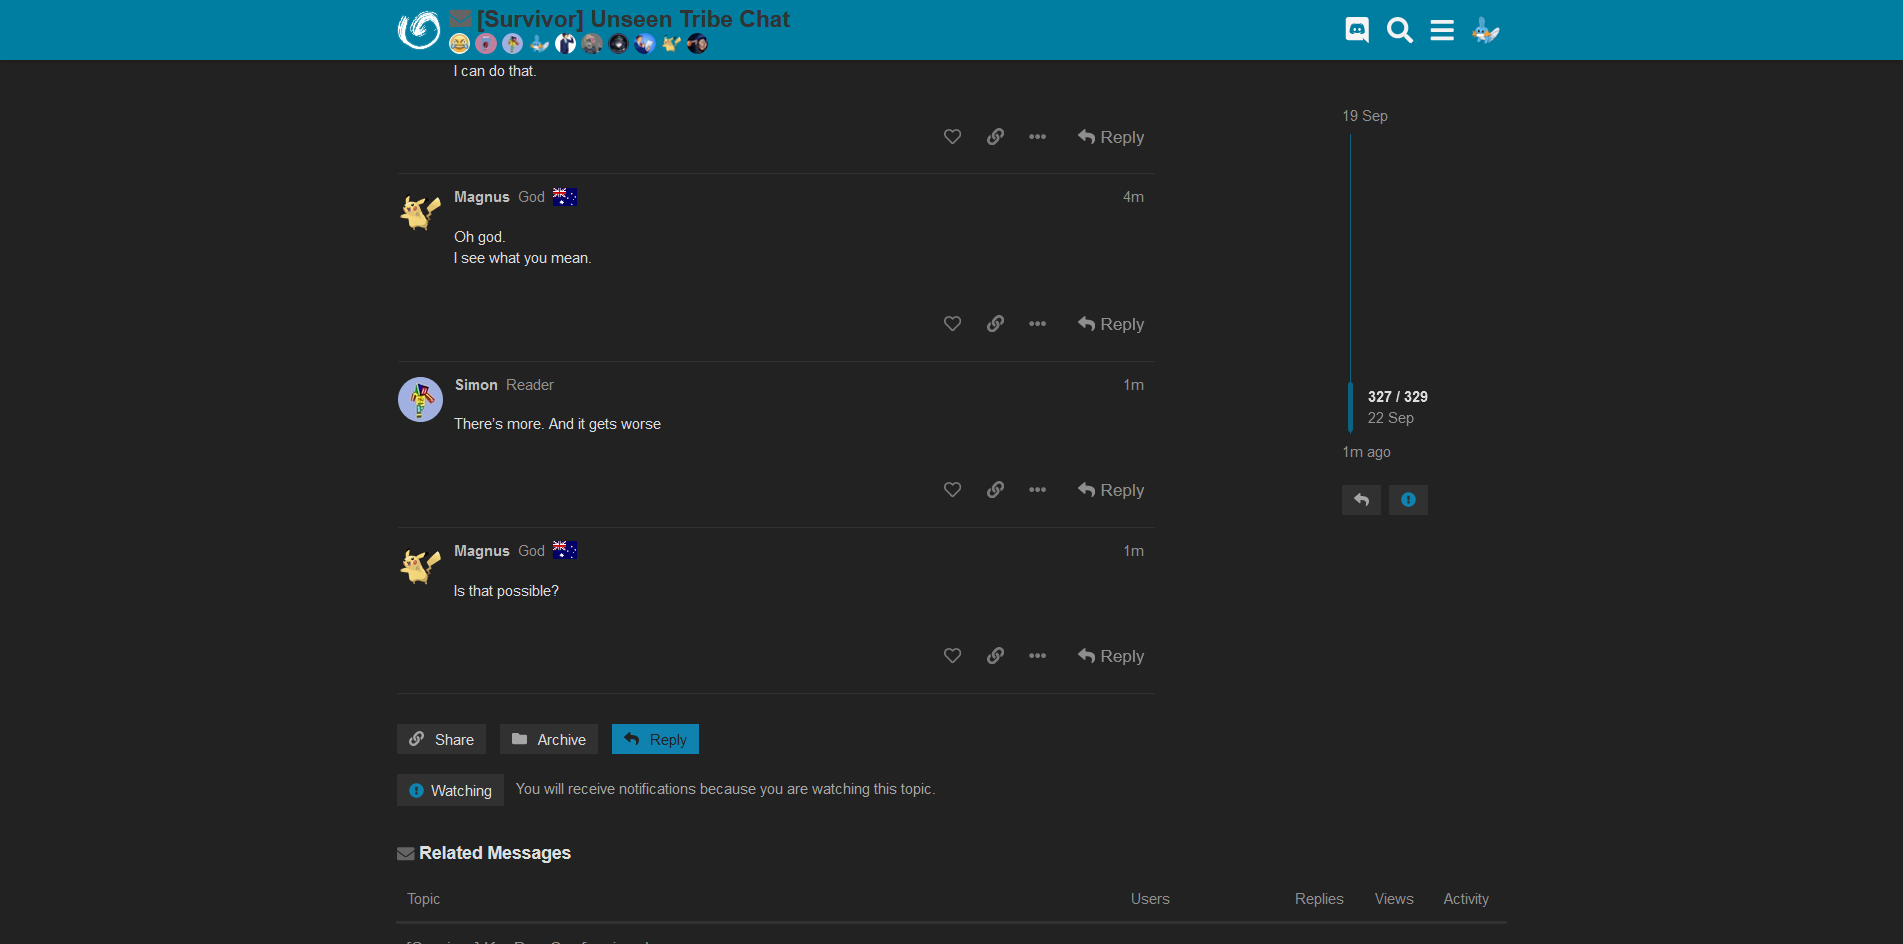 [Survivor] Unseen Tribe Chat
I can do that.
Reply
Magnus God 4m
Oh god.
I see what you mean.
Reply
Simon Reader 1m
There's more. And it gets worse
Reply
Magnus God 1m
Is that possible?
Reply
19 Sep
327 / 329
22 Sep
1m ago
Share Archive Reply
Watching You will receive notifications because you are watching this topic.
Related Messages
Topic Users Replies Views Activity